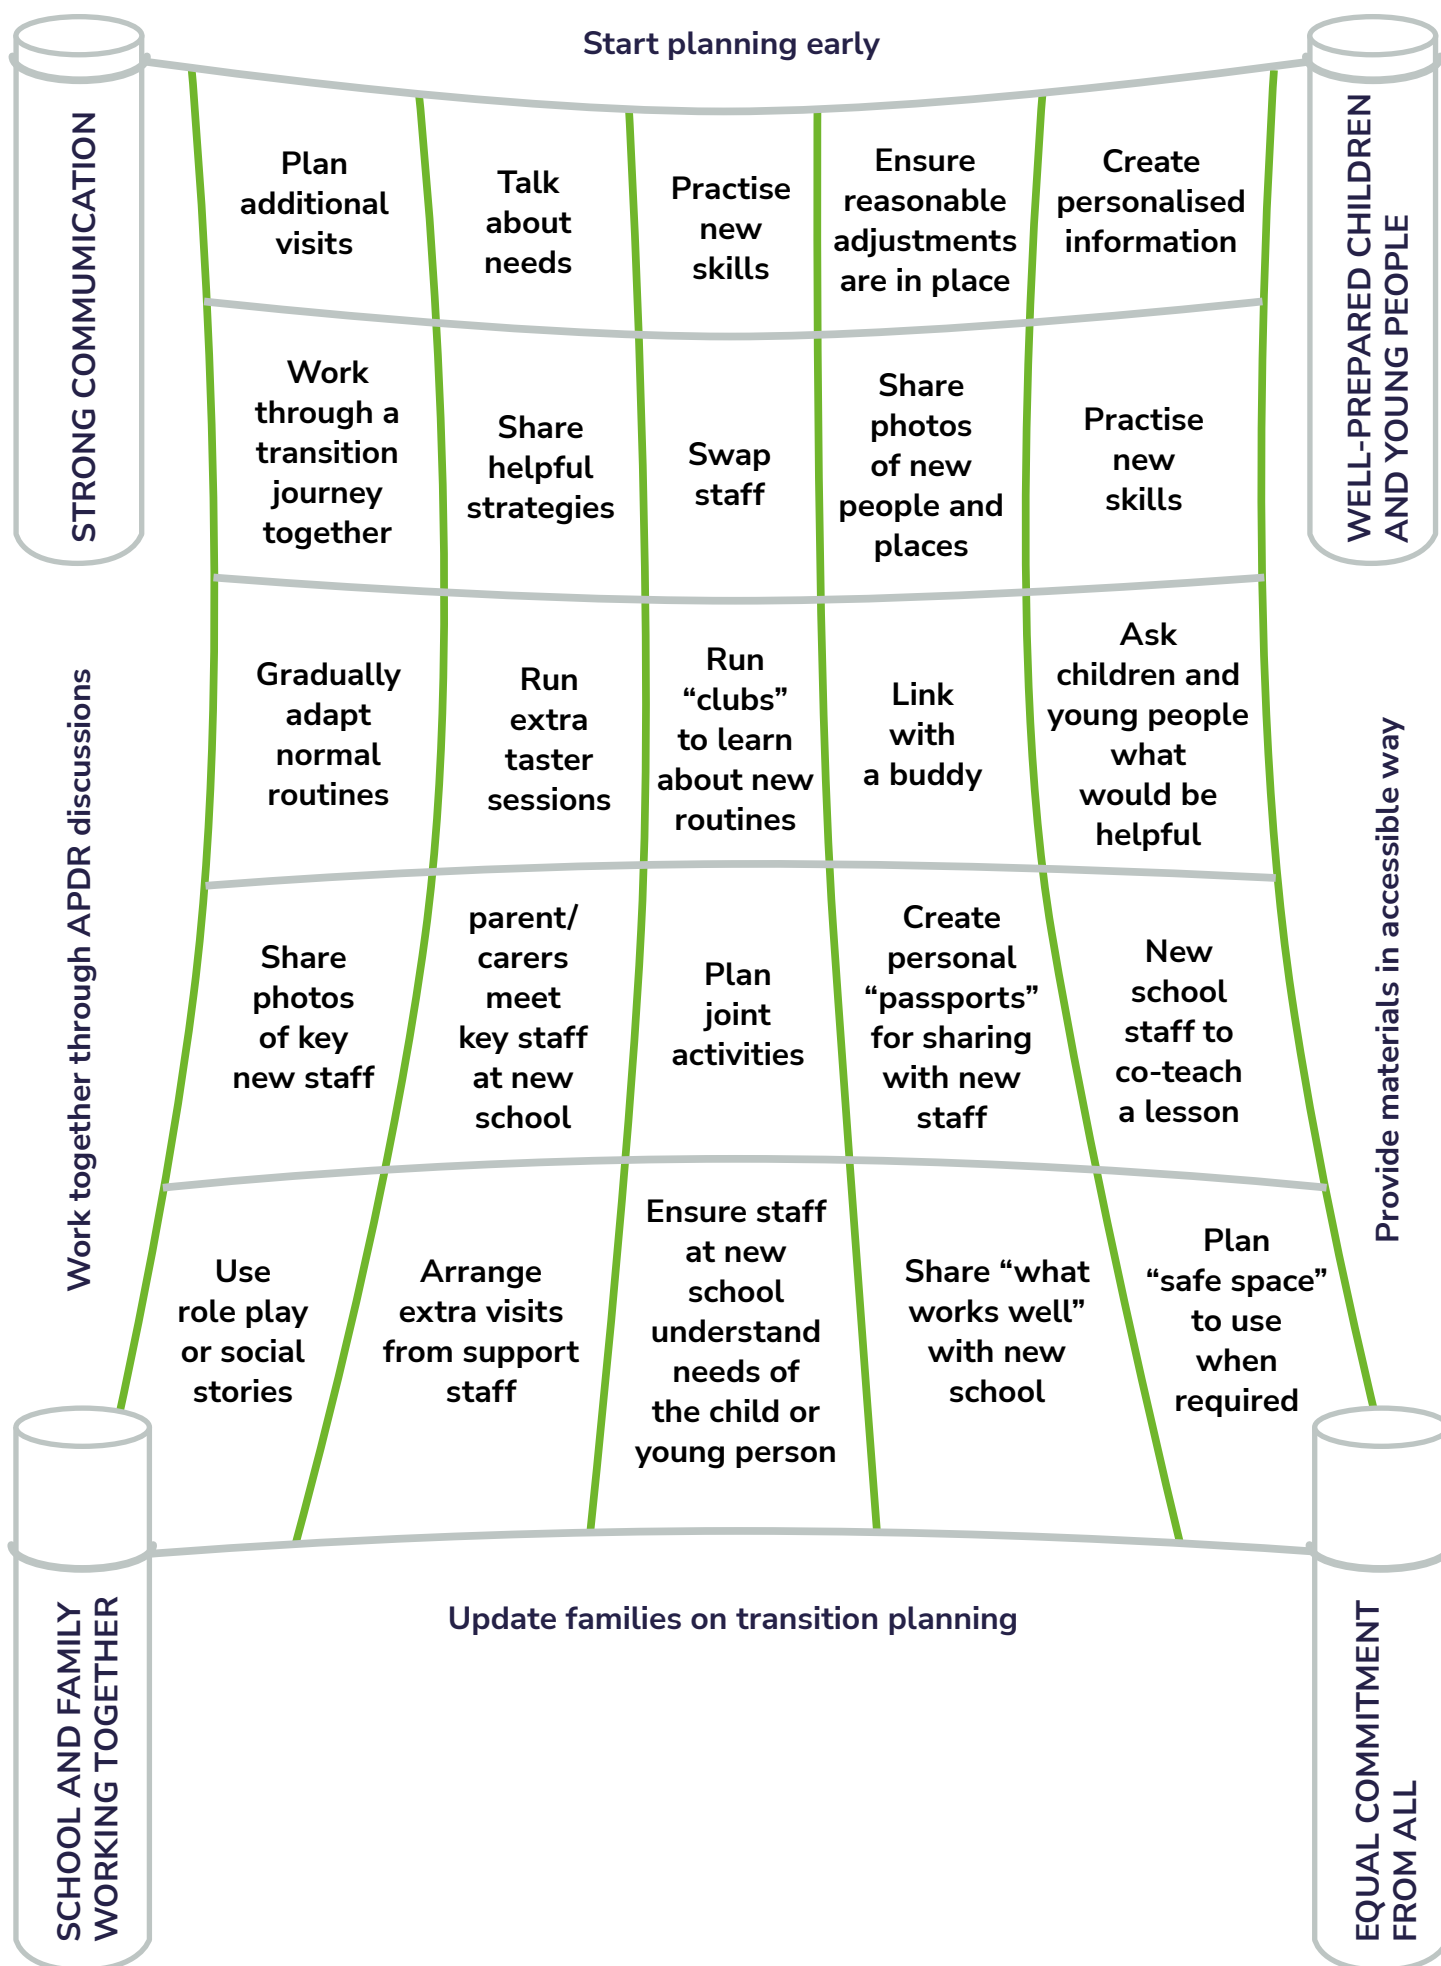 Start planning early
STRONG COMMUMICATION
WELL-PREPARED CHILDREN
AND YOUNG PEOPLE
Plan
additional
visits
Talk
about
needs
Practise
new
skills
Ensure
reasonable
adjustments
are in place
Create
personalised
information
Work
through a
transition
journey
together
Share
helpful
strategies
Swap
staff
Share
photos
of new
people and
places
Practise
new
skills
Work together through APDR discussions
Provide materials in accessible way
Gradually
adapt
normal
routines
Run
extra
taster
sessions
Run
“clubs”
to learn
about new
routines
Link
with
a buddy
Ask
children and
young people
what
would be
helpful
Share
photos
of key
new staff
parent/
carers
meet
key staff
at new
school
Plan
joint
activities
Create
personal
“passports”
for sharing
with new
staff
New
school
staff to
co-teach
a lesson
Use
role play
or social
stories
Arrange
extra visits
from support
staff
Ensure staff
at new
school
understand
needs of
the child or
young person
Share “what
works well”
with new
school
Plan
“safe space”
to use
when
required
SCHOOL AND FAMILY
WORKING TOGETHER
Update families on transition planning
EQUAL COMMITMENT
FROM ALL